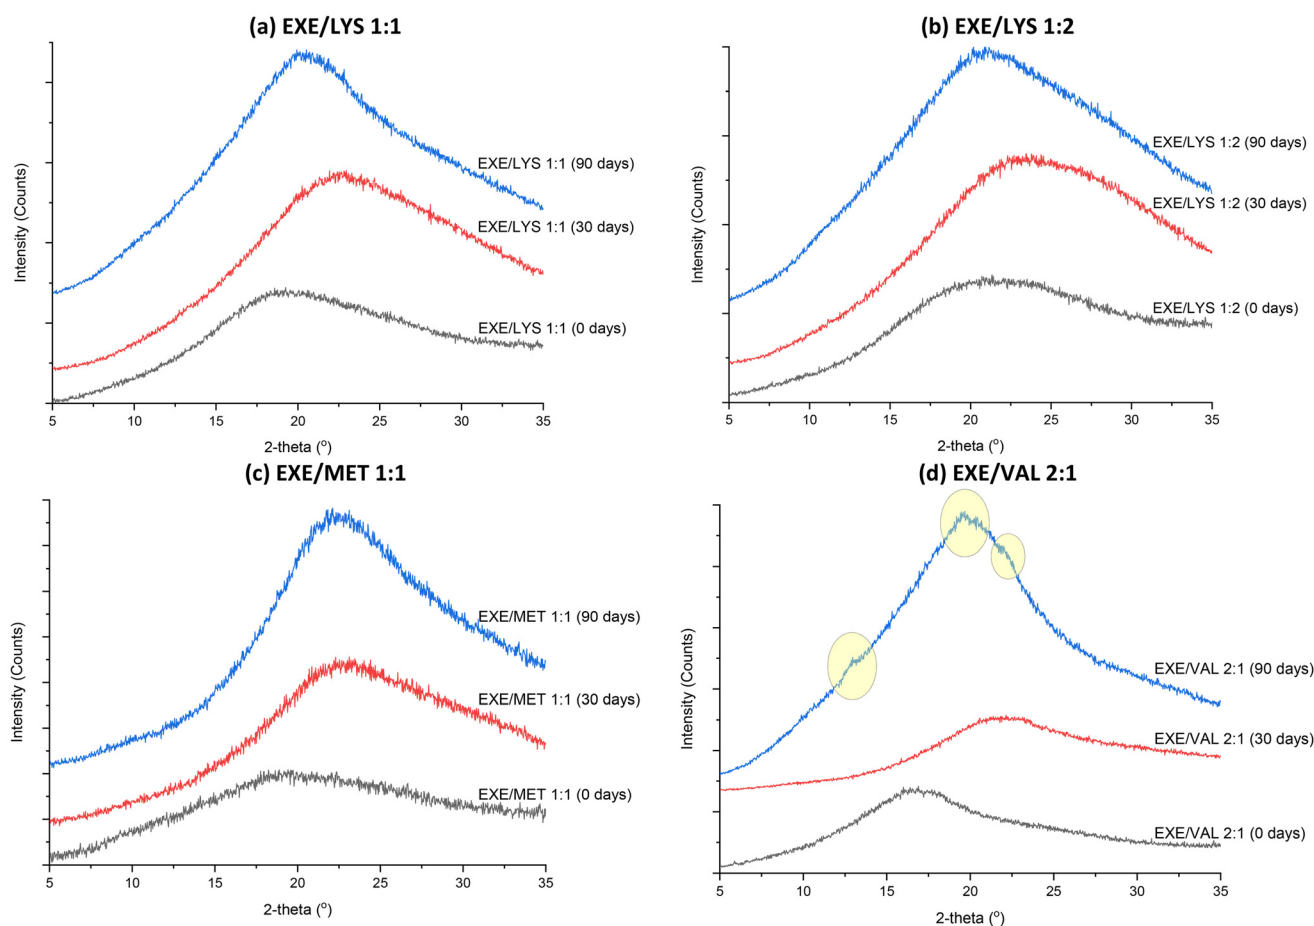 (a) EXE/LYS 1:1
Intensity (Counts)
EXE/LYS 1:1 (90 days)
EXE/LYS 1:1 (30 days)
EXE/LYS 1:1 (0 days)
5 10 15 20 25 30 35
2-theta (°)
(b) EXE/LYS 1:2
Intensity (Counts)
EXE/LYS 1:2 (90 days)
EXE/LYS 1:2 (30 days)
EXE/LYS 1:2 (0 days)
5 10 15 20 25 30 35
2-theta (°)
(c) EXE/MET 1:1
Intensity (Counts)
EXE/MET 1:1 (90 days)
EXE/MET 1:1 (30 days)
EXE/MET 1:1 (0 days)
5 10 15 20 25 30 35
2-theta (°)
(d) EXE/VAL 2:1
Intensity (Counts)
EXE/VAL 2:1 (90 days)
EXE/VAL 2:1 (30 days)
EXE/VAL 2:1 (0 days)
5 10 15 20 25 30 35
2-theta (°)